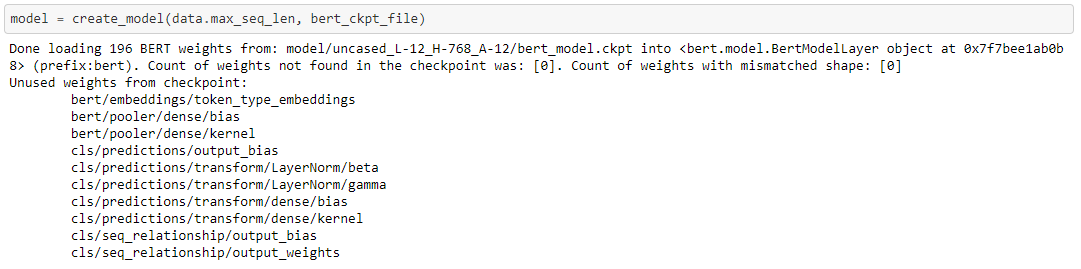 model = create_model(data.max_seq_len, bert_ckpt_file)
Done loading 196 BERT weights from: model/uncased_L-12_H-768_A-12/bert_model.ckpt into <bert.model.BertModelLayer object at 0x7f7bee1ab0b
8> (prefix:bert). Count of weights not found in the checkpoint was: [0]. Count of weights with mismatched shape: [0]
Unused weights from checkpoint:
bert/embeddings/token_type_embeddings
bert/pooler/dense/bias
bert/pooler/dense/kernel
cls/predictions/output_bias
cls/predictions/transform/LayerNorm/beta
cls/predictions/transform/LayerNorm/gamma
cls/predictions/transform/dense/bias
cls/predictions/transform/dense/kernel
cls/seq_relationship/output_bias
cls/seq_relationship/output_weights